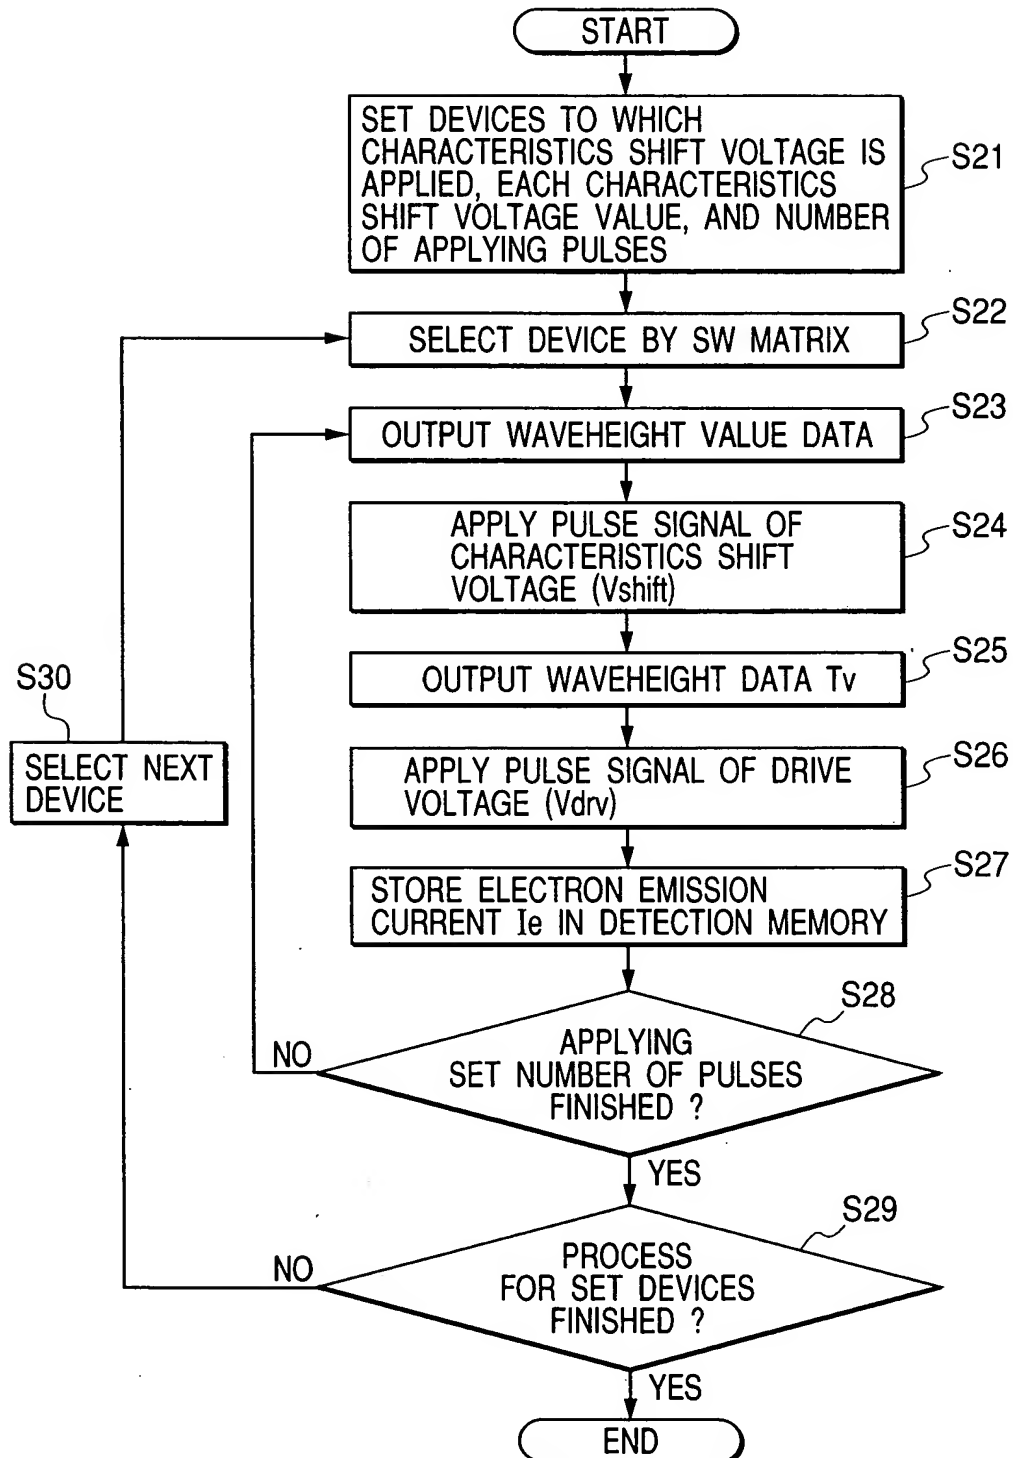 START
SET DEVICES TO WHICH
CHARACTERISTICS SHIFT VOLTAGE IS
APPLIED, EACH CHARACTERISTICS
SHIFT VOLTAGE VALUE, AND NUMBER
OF APPLYING PULSES
S21
SELECT DEVICE BY SW MATRIX
S22
OUTPUT WAVEHEIGHT VALUE DATA
S23
APPLY PULSE SIGNAL OF
CHARACTERISTICS SHIFT
VOLTAGE (Vshift)
S24
OUTPUT WAVEHEIGHT DATA Tv
S25
S30
SELECT NEXT
DEVICE
APPLY PULSE SIGNAL OF DRIVE
VOLTAGE (Vdrv)
S26
STORE ELECTRON EMISSION
CURRENT Ie IN DETECTION MEMORY
S27
S28
APPLYING
SET NUMBER OF PULSES
FINISHED ?
NO
YES
S29
PROCESS
FOR SET DEVICES
FINISHED ?
NO
YES
END